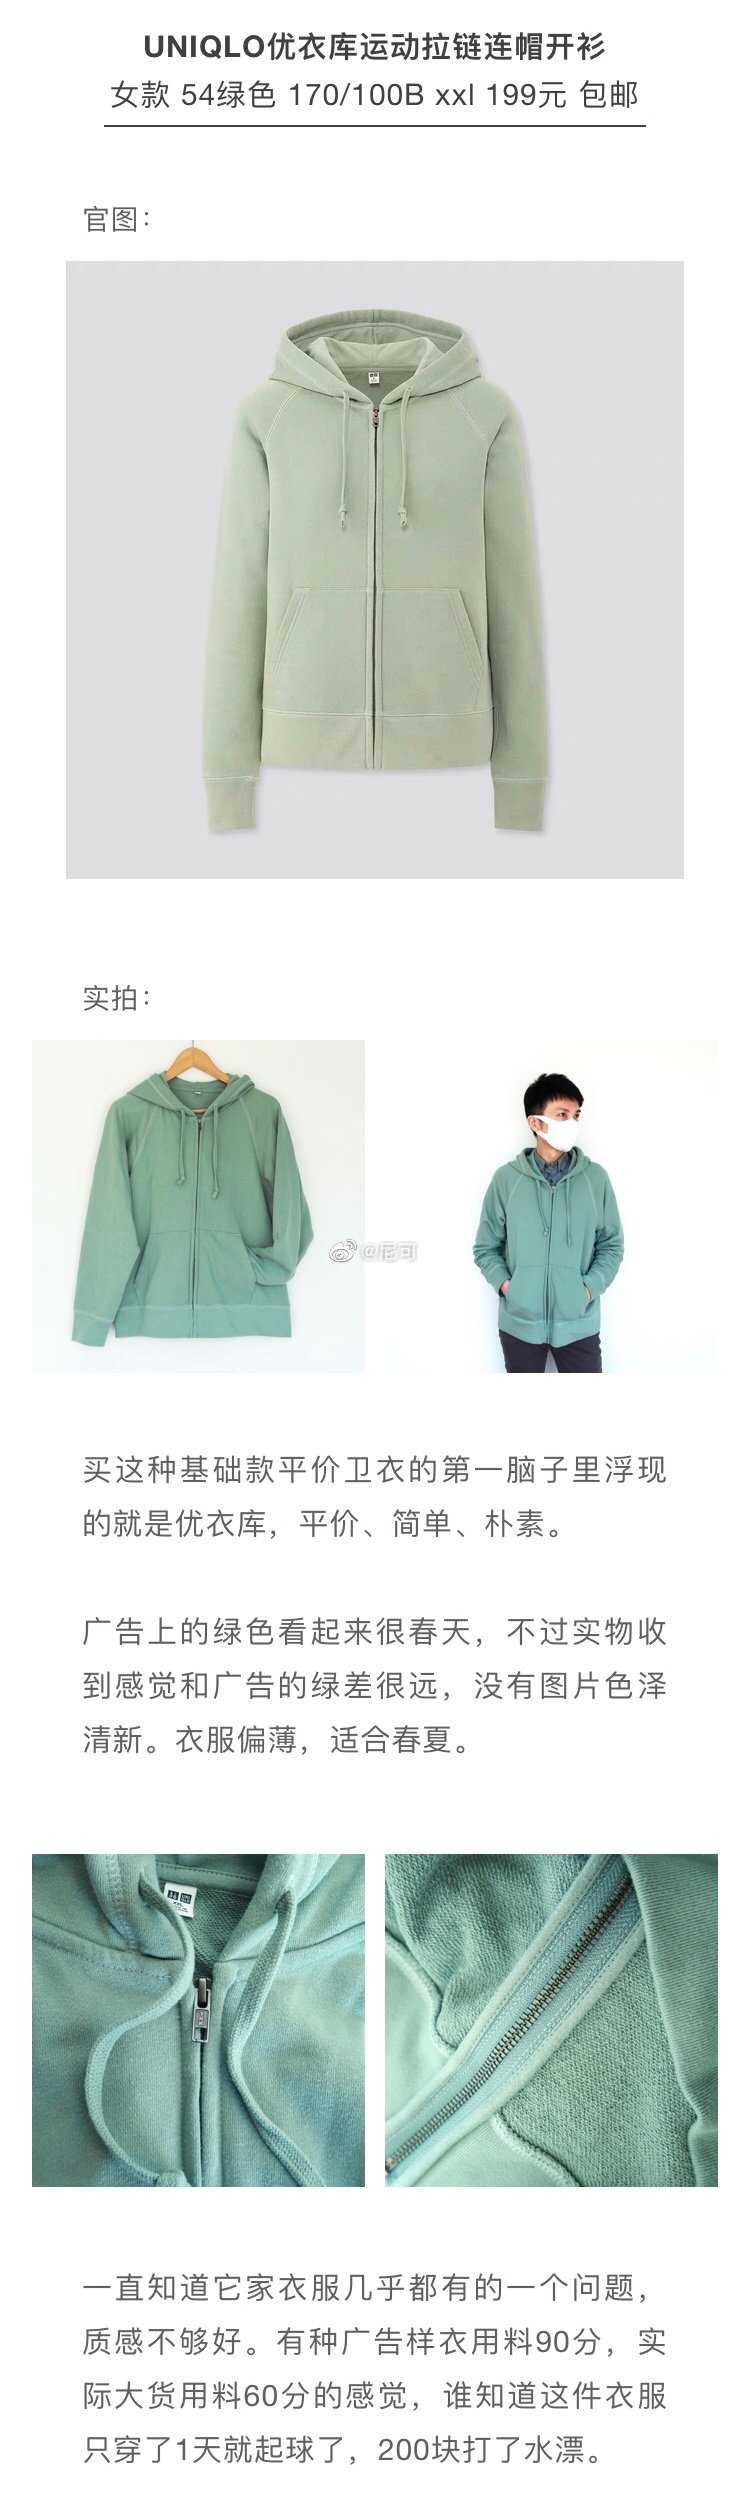 UNIQLO优衣库运动拉链连帽开衫
女款 54绿色 170/100B xxl 199元 包邮
官图：
实拍：
@尼可
买这种基础款平价卫衣的第一脑子里浮现
的就是优衣库，平价、简单、朴素。
广告上的绿色看起来很春天，不过实物收
到感觉和广告的绿差很远，没有图片色泽
清新。衣服偏薄，适合春夏。
一直知道它家衣服几乎都有的一个问题，
质感不够好。有种广告样衣用料90分，实
际大货用料60分的感觉，谁知道这件衣服
只穿了1天就起球了，200块打了水漂。